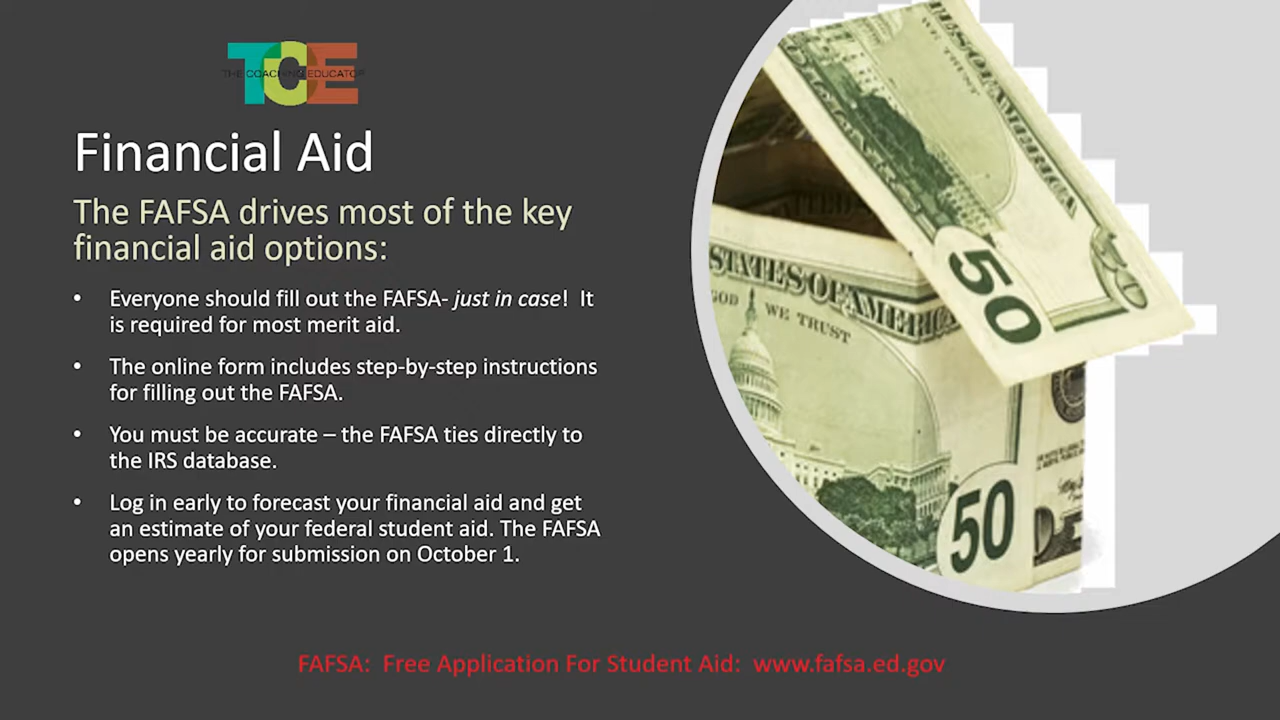 TCE
THE COACHING EDUCATOR
Financial Aid
The FAFSA drives most of the key
financial aid options:
• Everyone should fill out the FAFSA- just in case! It
is required for most merit aid.
• The online form includes step-by-step instructions
for filling out the FAFSA.
• You must be accurate – the FAFSA ties directly to
the IRS database.
• Log in early to forecast your financial aid and get
an estimate of your federal student aid. The FAFSA
opens yearly for submission on October 1.
FAFSA: Free Application For Student Aid: www.fafsa.ed.gov
WE TRUST
50
STATES OF AMERICA
GOD WE TRUST
50